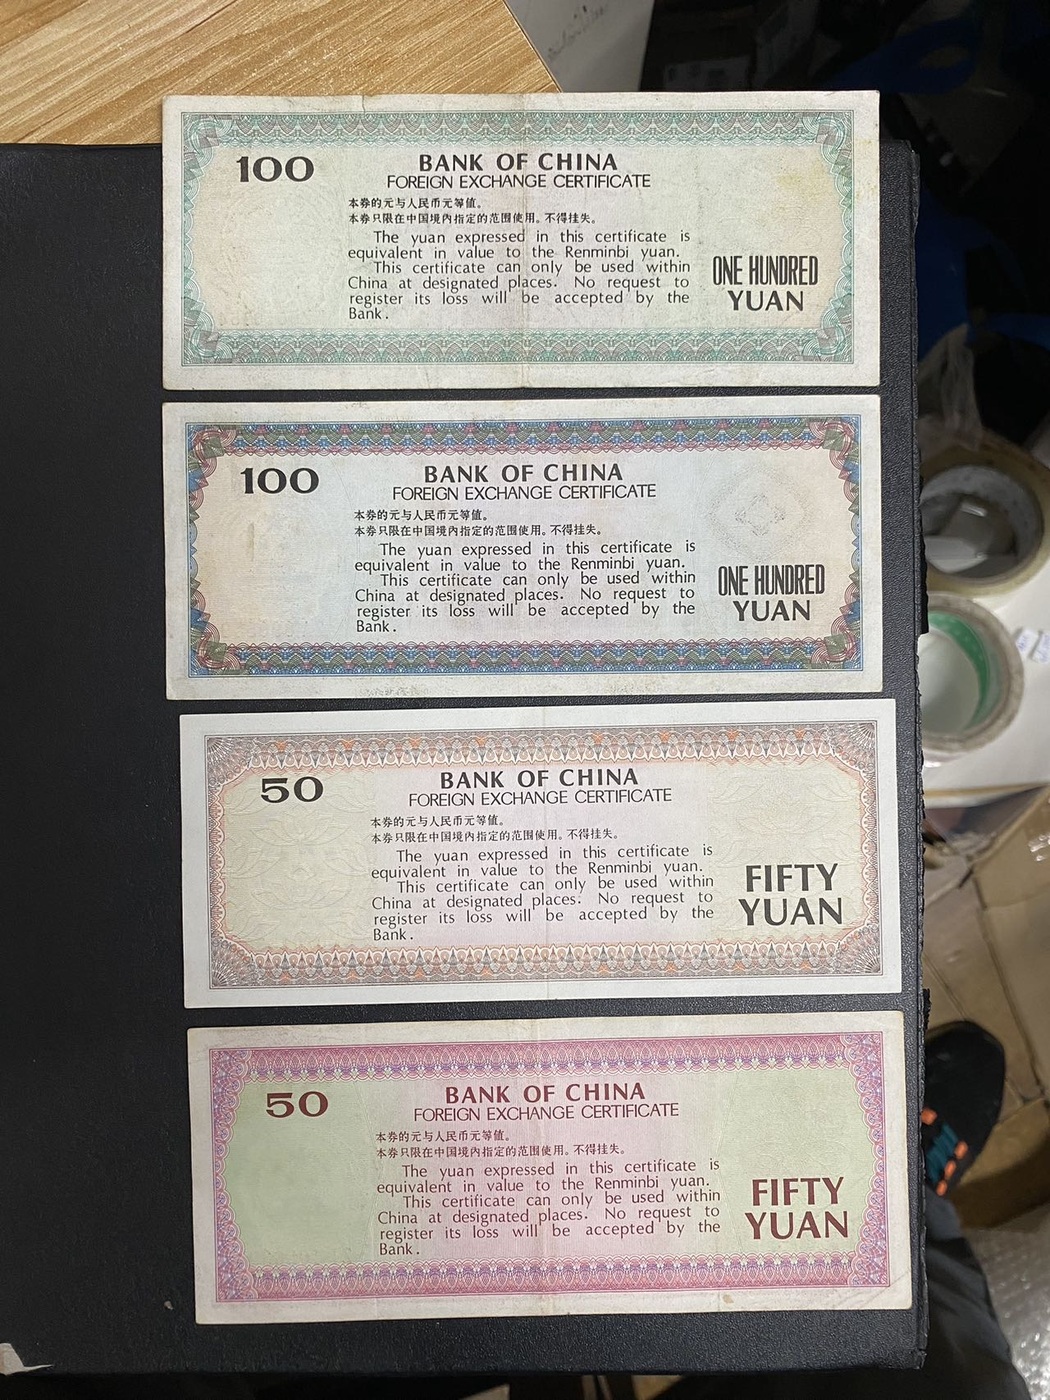 100
BANK OF CHINA
FOREIGN EXCHANGE CERTIFICATE
本券的元与人民币元等值。
本券只限在中国境内指定的范围使用。不得挂失。
The yuan expressed in this certificate is
equivalent in value to the Renminbi yuan.
This certificate can only be used within
China at designated places. No request to
register its loss will be accepted by the
Bank.
ONE HUNDRED
YUAN
100
BANK OF CHINA
FOREIGN EXCHANGE CERTIFICATE
本券的元与人民币元等值。
本券只限在中国境内指定的范围使用。不得挂失。
The yuan expressed in this certificate is
equivalent in value to the Renminbi yuan.
This certificate can only be used within
China at designated places. No request to
register its loss will be accepted by the
Bank.
ONE HUNDRED
YUAN
50
BANK OF CHINA
FOREIGN EXCHANGE CERTIFICATE
本券的元与人民币元等值。
本券只限在中国境内指定的范围使用。不得挂失。
The yuan expressed in this certificate is
equivalent in value to the Renminbi yuan.
This certificate can only be used within
China at designated places. No request to
register its loss will be accepted by the
Bank.
FIFTY
YUAN
50
BANK OF CHINA
FOREIGN EXCHANGE CERTIFICATE
本券的元与人民币元等值。
本券只限在中国境内指定的范围使用。不得挂失。
The yuan expressed in this certificate is
equivalent in value to the Renminbi yuan.
This certificate can only be used within
China at designated places. No request to
register its loss will be accepted by the
Bank.
FIFTY
YUAN